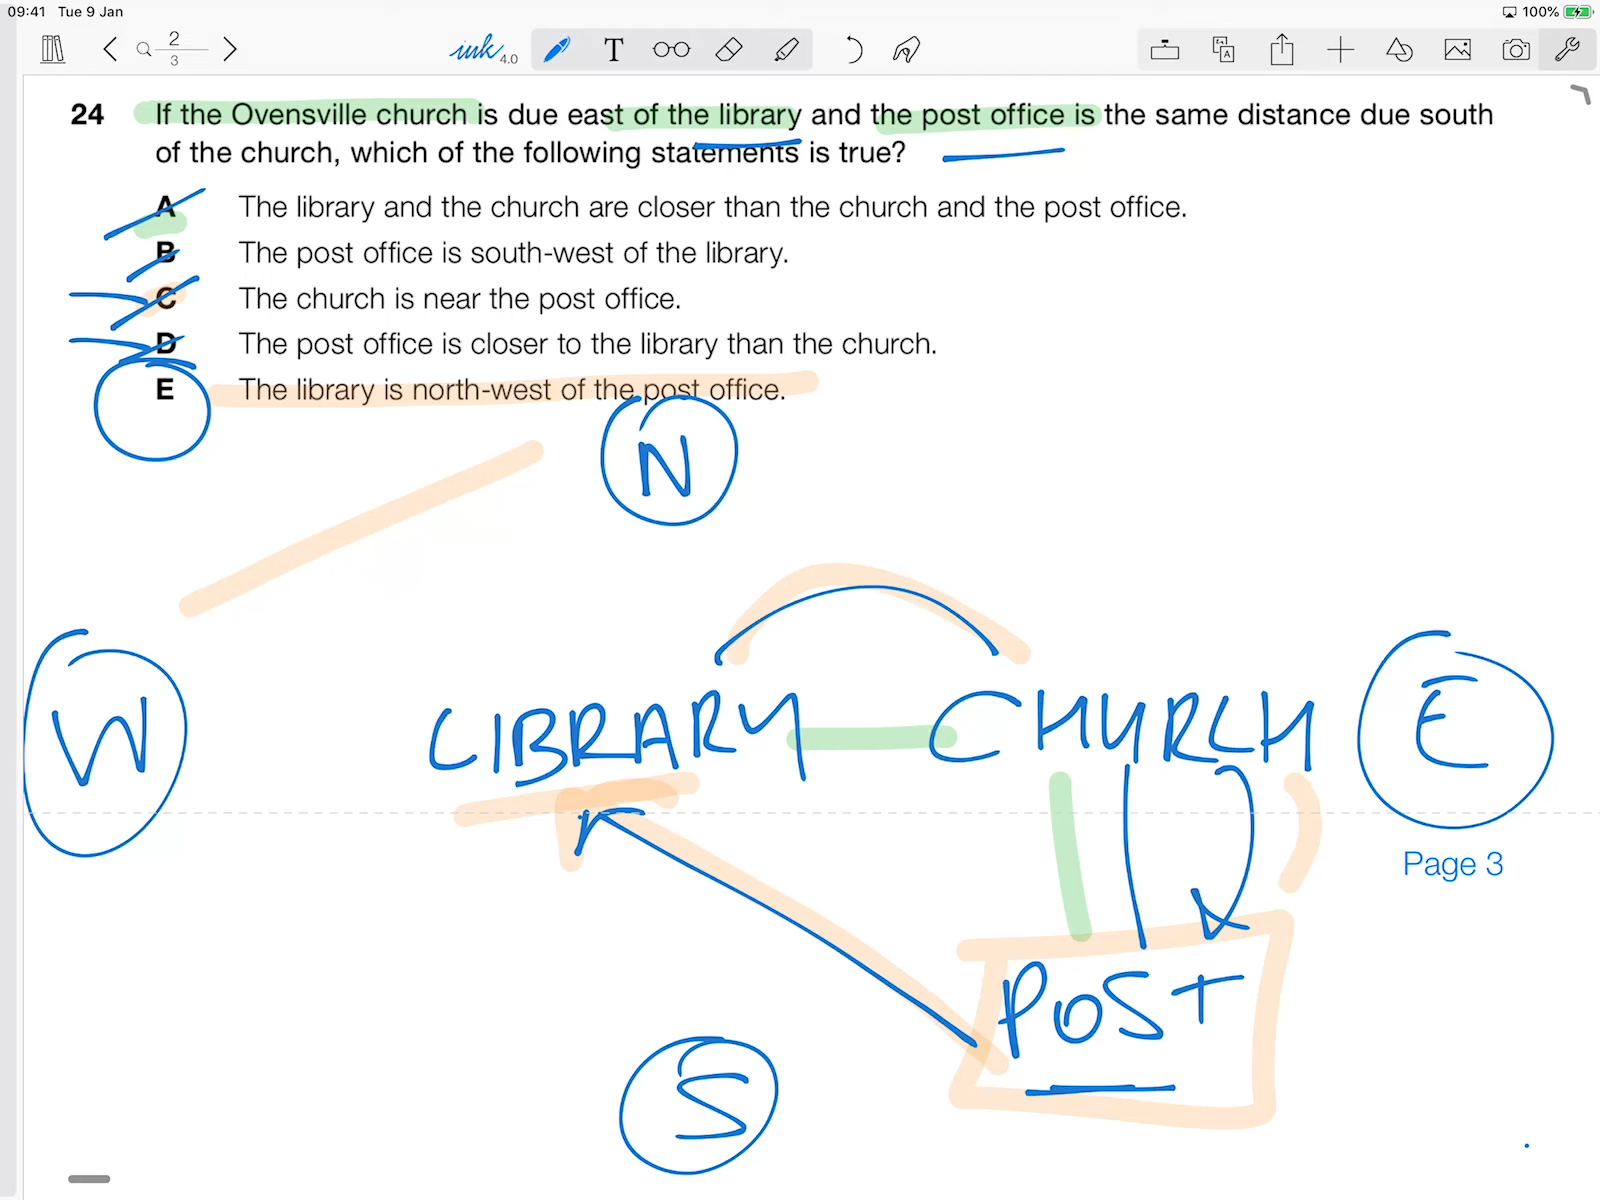 09:41 Tue 9 Jan
100%
2
3
ink 4.0
T
24 If the Ovensville church is due east of the library and the post office is the same distance due south
of the church, which of the following statements is true?
A The library and the church are closer than the church and the post office.
B The post office is south-west of the library.
C The church is near the post office.
D The post office is closer to the library than the church.
E The library is north-west of the post office.
N
W
LIBRARY CHURCH
E
Page 3
POST
S